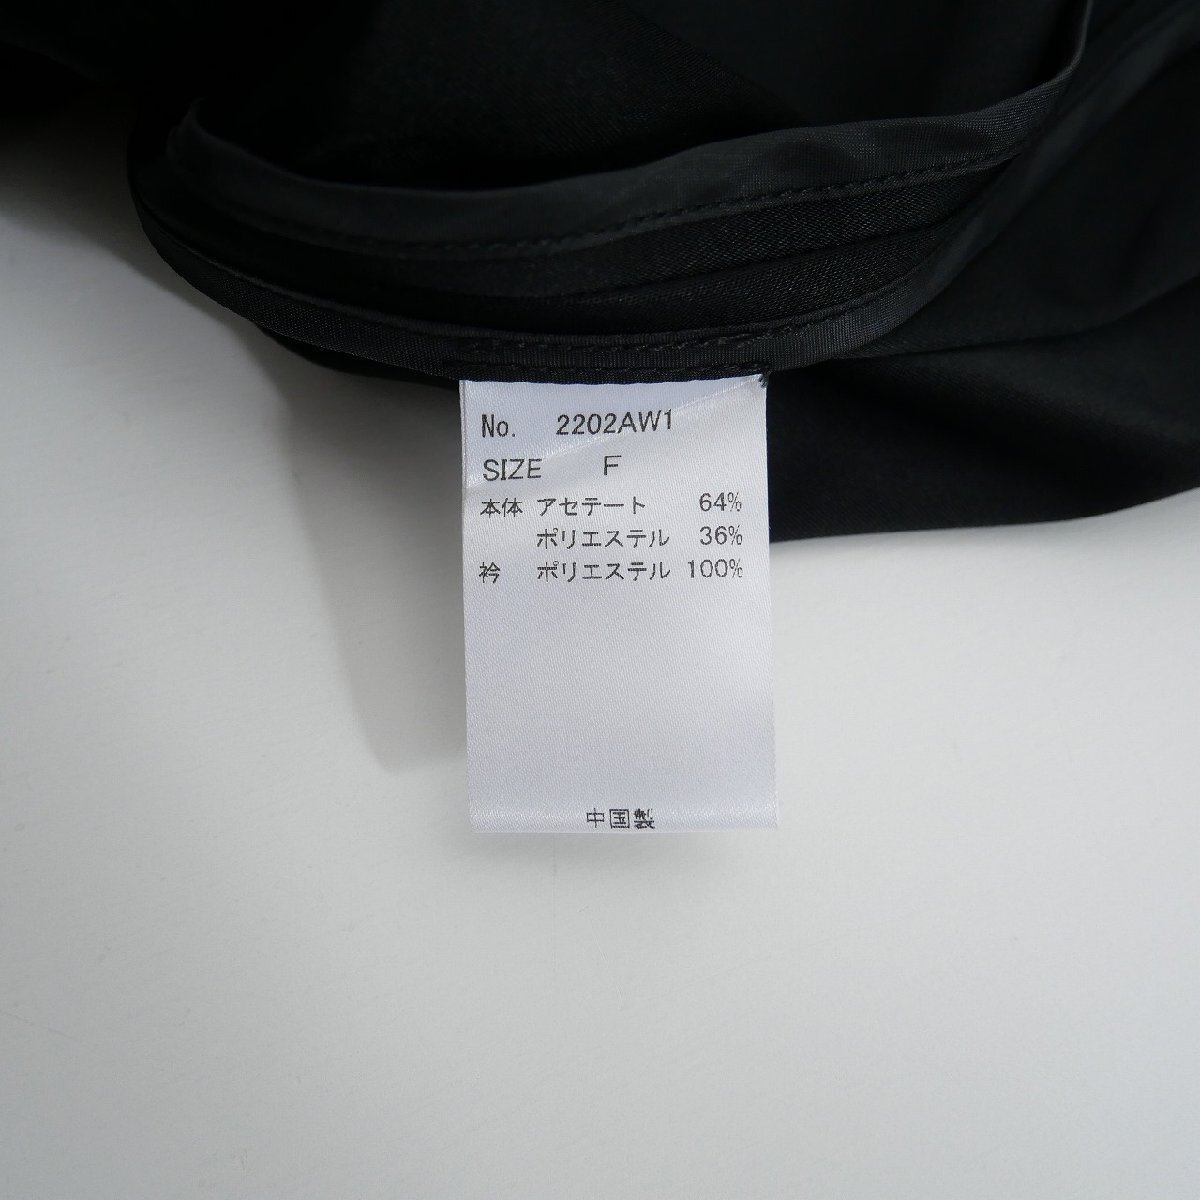 No. 2202AW1
SIZE F
本体 アセテート 64%
ポリエステル 36%
衿 ポリエステル 100%
中国製